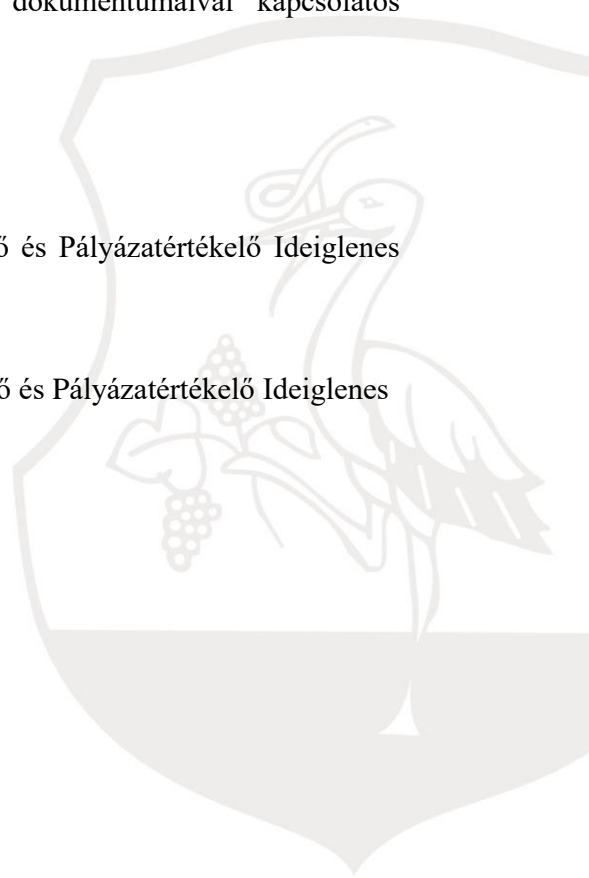 dokumentumaival kapcsolatos
ő és Pályázatértékelő Ideiglenes
ő és Pályázatértékelő Ideiglenes